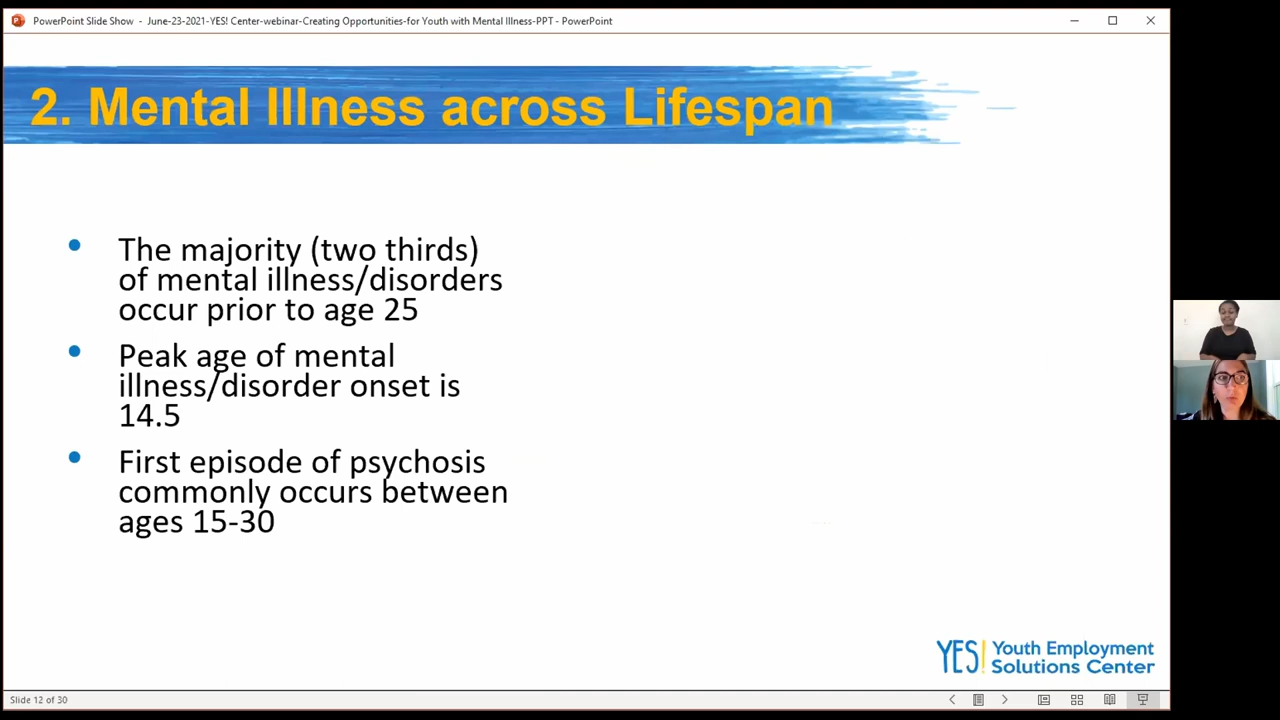 PowerPoint Slide Show - June-23-2021-YES! Center-webinar-Creating Opportunities-for Youth with Mental Illness-PPT - PowerPoint
2. Mental Illness across Lifespan
• The majority (two thirds)
of mental illness/disorders
occur prior to age 25
• Peak age of mental
illness/disorder onset is
14.5
• First episode of psychosis
commonly occurs between
ages 15-30
YES! Youth Employment
Solutions Center
Slide 12 of 30